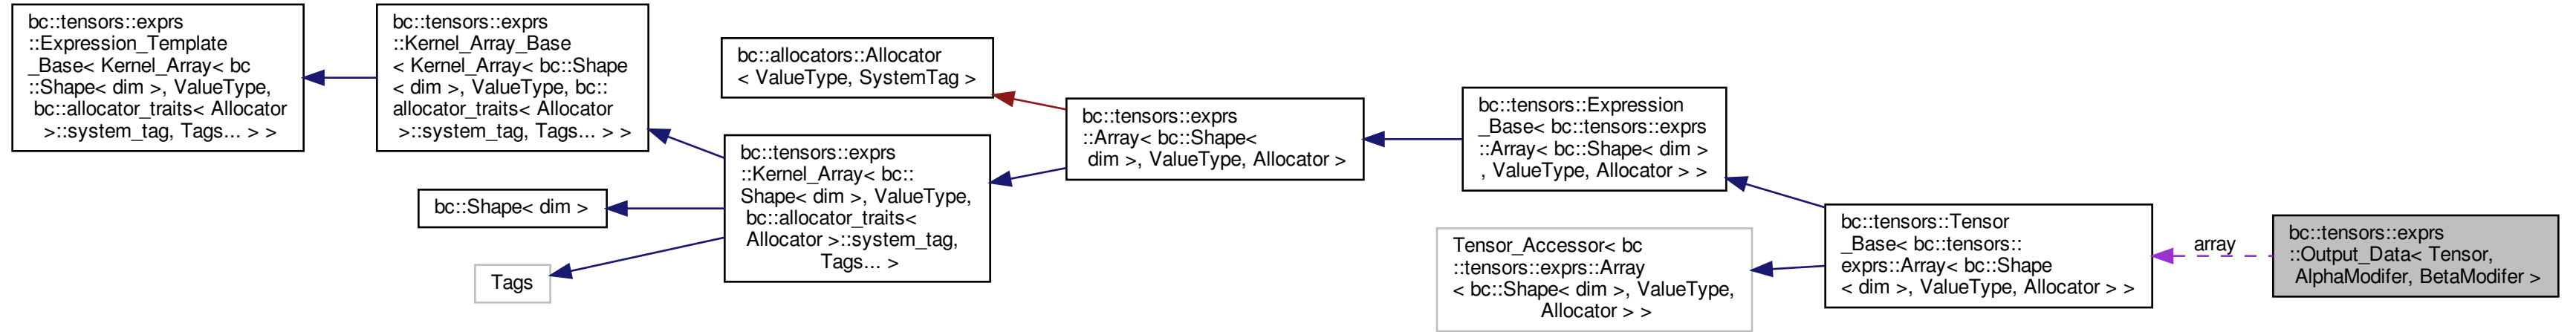 bc::tensors::exprs
::Expression_Template
_Base< Kernel_Array< bc
::Shape< dim >, ValueType,
bc::allocator_traits< Allocator
>::system_tag, Tags... > >
bc::tensors::exprs
::Kernel_Array_Base
< Kernel_Array< bc::Shape
< dim >, ValueType, bc::
allocator_traits< Allocator
>::system_tag, Tags... > >
bc::Shape< dim >
Tags
bc::allocators::Allocator
< ValueType, SystemTag >
bc::tensors::exprs
::Kernel_Array< bc::
Shape< dim >, ValueType,
bc::allocator_traits<
Allocator >::system_tag,
Tags... >
bc::tensors::exprs
::Array< bc::Shape<
dim >, ValueType, Allocator >
bc::tensors::Expression
_Base< bc::tensors::exprs
::Array< bc::Shape< dim >
, ValueType, Allocator > >
Tensor_Accessor< bc
::tensors::exprs::Array
< bc::Shape< dim >, ValueType,
Allocator > >
bc::tensors::Tensor
_Base< bc::tensors::
exprs::Array< bc::Shape
< dim >, ValueType, Allocator > >
array
bc::tensors::exprs
::Output_Data< Tensor,
AlphaModifer, BetaModifer >